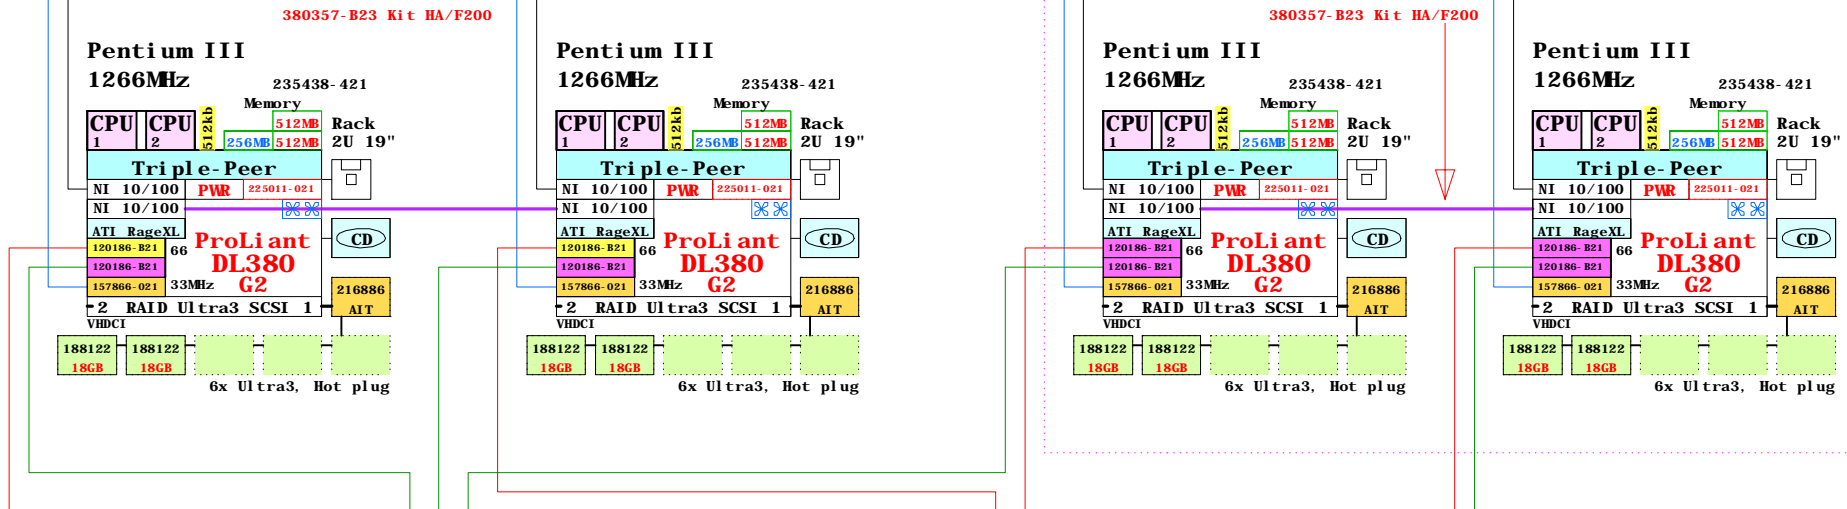 380357-B23 Kit HA/F200
380357-B23 Kit HA/F200
Pentium III
1266MHz
235438-421
Memory
CPU 1
CPU 2
512kb
512MB
256MB 512MB
Rack
2U 19"
Triple-Peer
NI 10/100 PWR 225011-021
NI 10/100
ATI RageXL
120186-B21 66
120186-B21
157866-021 33MHz
ProLiant
DL380
G2
CD
216886
AIT
2 RAID Ultra3 SCSI 1
VHDCI
188122
18GB
188122
18GB
6x Ultra3, Hot plug
Pentium III
1266MHz
235438-421
Memory
CPU 1
CPU 2
512kb
512MB
256MB 512MB
Rack
2U 19"
Triple-Peer
NI 10/100 PWR 225011-021
NI 10/100
ATI RageXL
120186-B21 66
120186-B21
157866-021 33MHz
ProLiant
DL380
G2
CD
216886
AIT
2 RAID Ultra3 SCSI 1
VHDCI
188122
18GB
188122
18GB
6x Ultra3, Hot plug
Pentium III
1266MHz
235438-421
Memory
CPU 1
CPU 2
512kb
512MB
256MB 512MB
Rack
2U 19"
Triple-Peer
NI 10/100 PWR 225011-021
NI 10/100
ATI RageXL
120186-B21 66
120186-B21
157866-021 33MHz
ProLiant
DL380
G2
CD
216886
AIT
2 RAID Ultra3 SCSI 1
VHDCI
188122
18GB
188122
18GB
6x Ultra3, Hot plug
Pentium III
1266MHz
235438-421
Memory
CPU 1
CPU 2
512kb
512MB
256MB 512MB
Rack
2U 19"
Triple-Peer
NI 10/100 PWR 225011-021
NI 10/100
ATI RageXL
120186-B21 66
120186-B21
157866-021 33MHz
ProLiant
DL380
G2
CD
216886
AIT
2 RAID Ultra3 SCSI 1
VHDCI
188122
18GB
188122
18GB
6x Ultra3, Hot plug